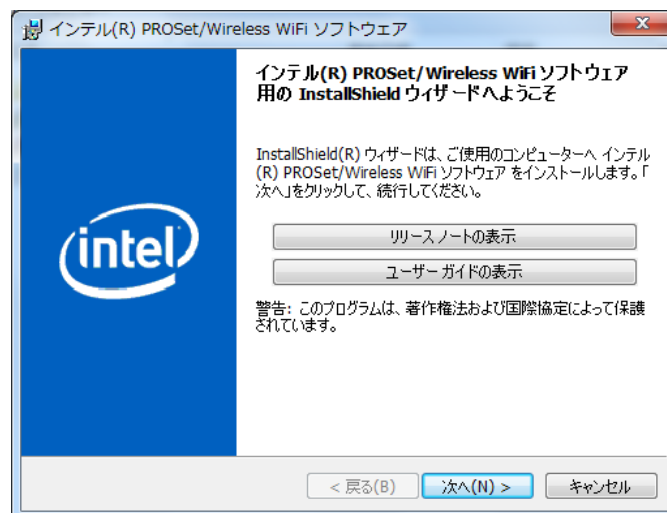 インテル(R) PROSet/Wireless WiFi ソフトウェア
x
インテル(R) PROSet/Wireless WiFi ソフトウェア
用の InstallShield ウィザードへようこそ
InstallShield(R) ウィザードは、ご使用のコンピューターへ インテル
(R) PROSet/Wireless WiFi ソフトウェア をインストールします。「
次へ」をクリックして、続行してください。
intel
リリース ノートの表示
ユーザー ガイドの表示
警告: このプログラムは、著作権法および国際協定によって保護
されています。
< 戻る(B)
次へ(N) >
キャンセル